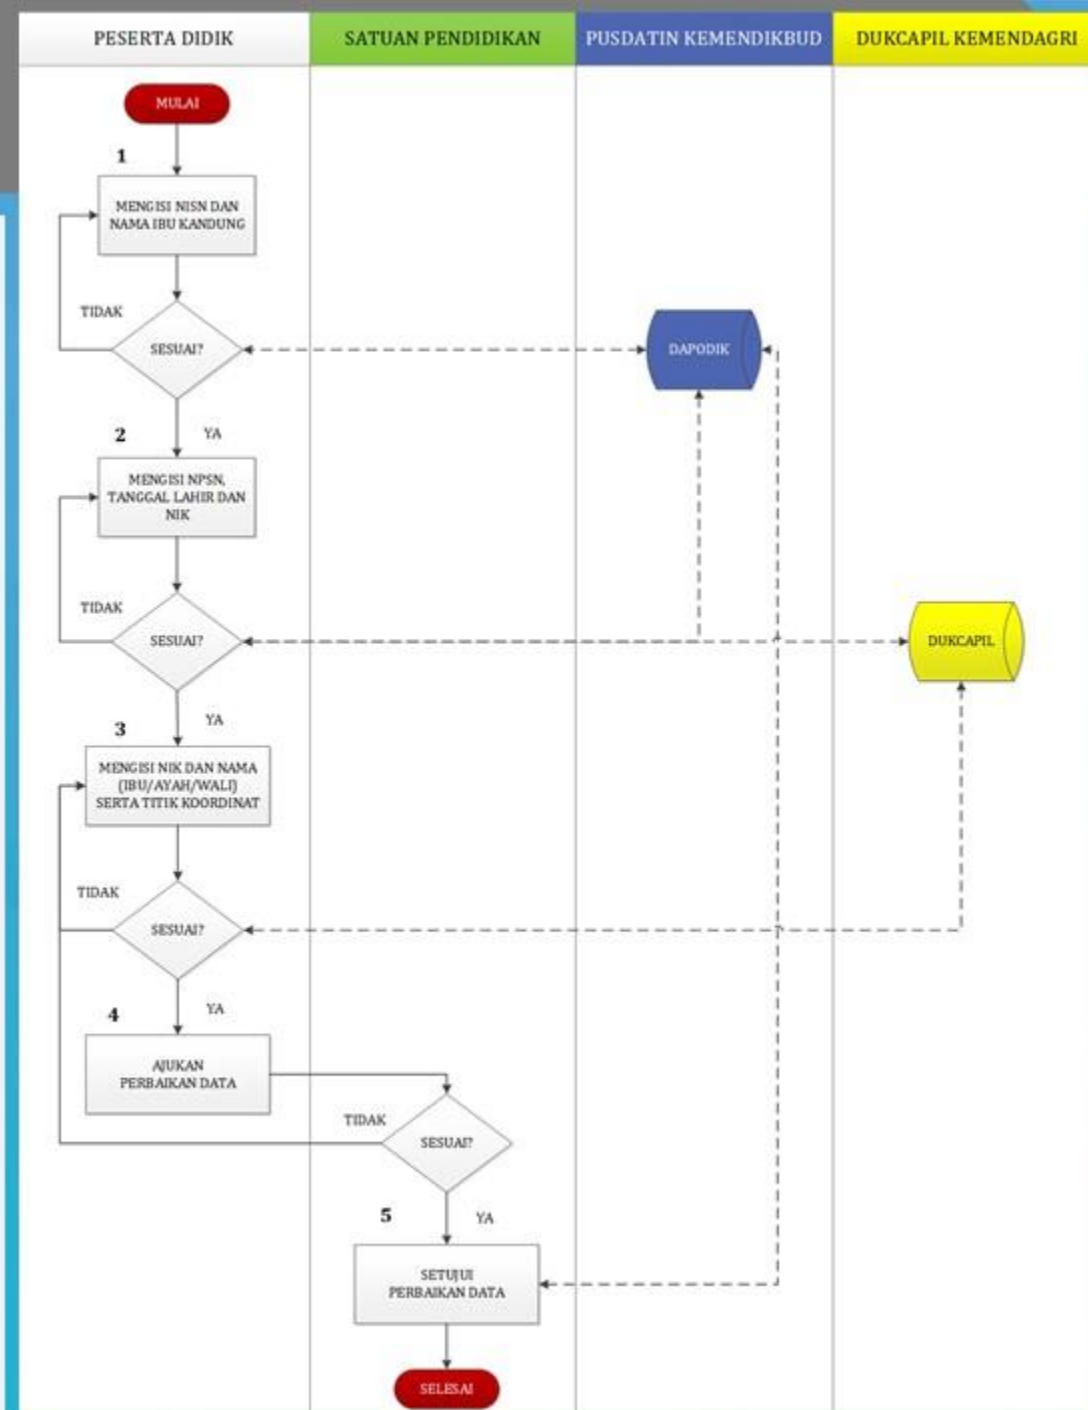 PESERTA DIDIK
SATUAN PENDIDIKAN
PUSDATIN KEMENDIKBUD
DUKCAPIL KEMENDAGRI
MULAI
1
MENGISI NISN DAN
NAMA IBU KANDUNG
TIDAK
SESUAI?
DAPODIK
YA
2
MENGISI NPSN,
TANGGAL LAHIR DAN
NIK
TIDAK
SESUAI?
DUKCAPIL
YA
3
MENGISI NIK DAN NAMA
(IBU/AYAH/WALI)
SERTA TITIK KOORDINAT
TIDAK
SESUAI?
YA
4
AJUKAN
PERBAIKAN DATA
TIDAK
SESUAI?
5
YA
SETUJUI
PERBAIKAN DATA
SELESAI